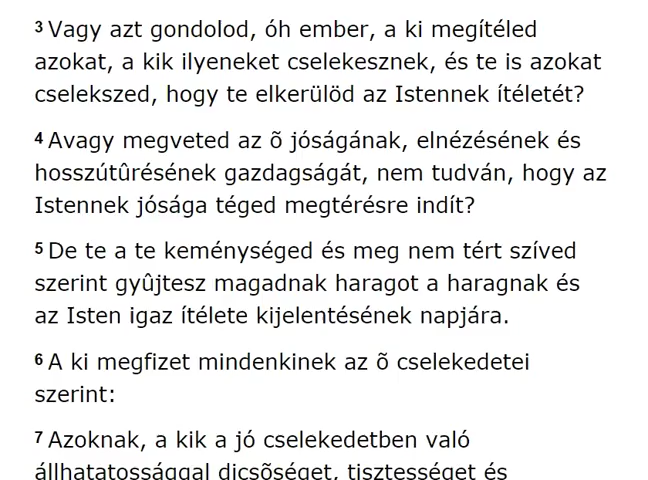 3 Vagy azt gondolod, óh ember, a ki megítéled
azokat, a kik ilyeneket cselekesznek, és te is azokat
cselekszed, hogy te elkerülöd az Istennek ítéletét?
4 Avagy megveted az õ jóságának, elnézésének és
hosszútûrésének gazdagságát, nem tudván, hogy az
Istennek jósága téged megtérésre indít?
5 De te a te keménységed és meg nem tért szíved
szerint gyûjtesz magadnak haragot a haragnak és
az Isten igaz ítélete kijelentésének napjára.
6 A ki megfizet mindenkinek az õ cselekedetei
szerint:
7 Azoknak, a kik a jó cselekedetben való
állhatatossággal dicsõséget, tisztességet és